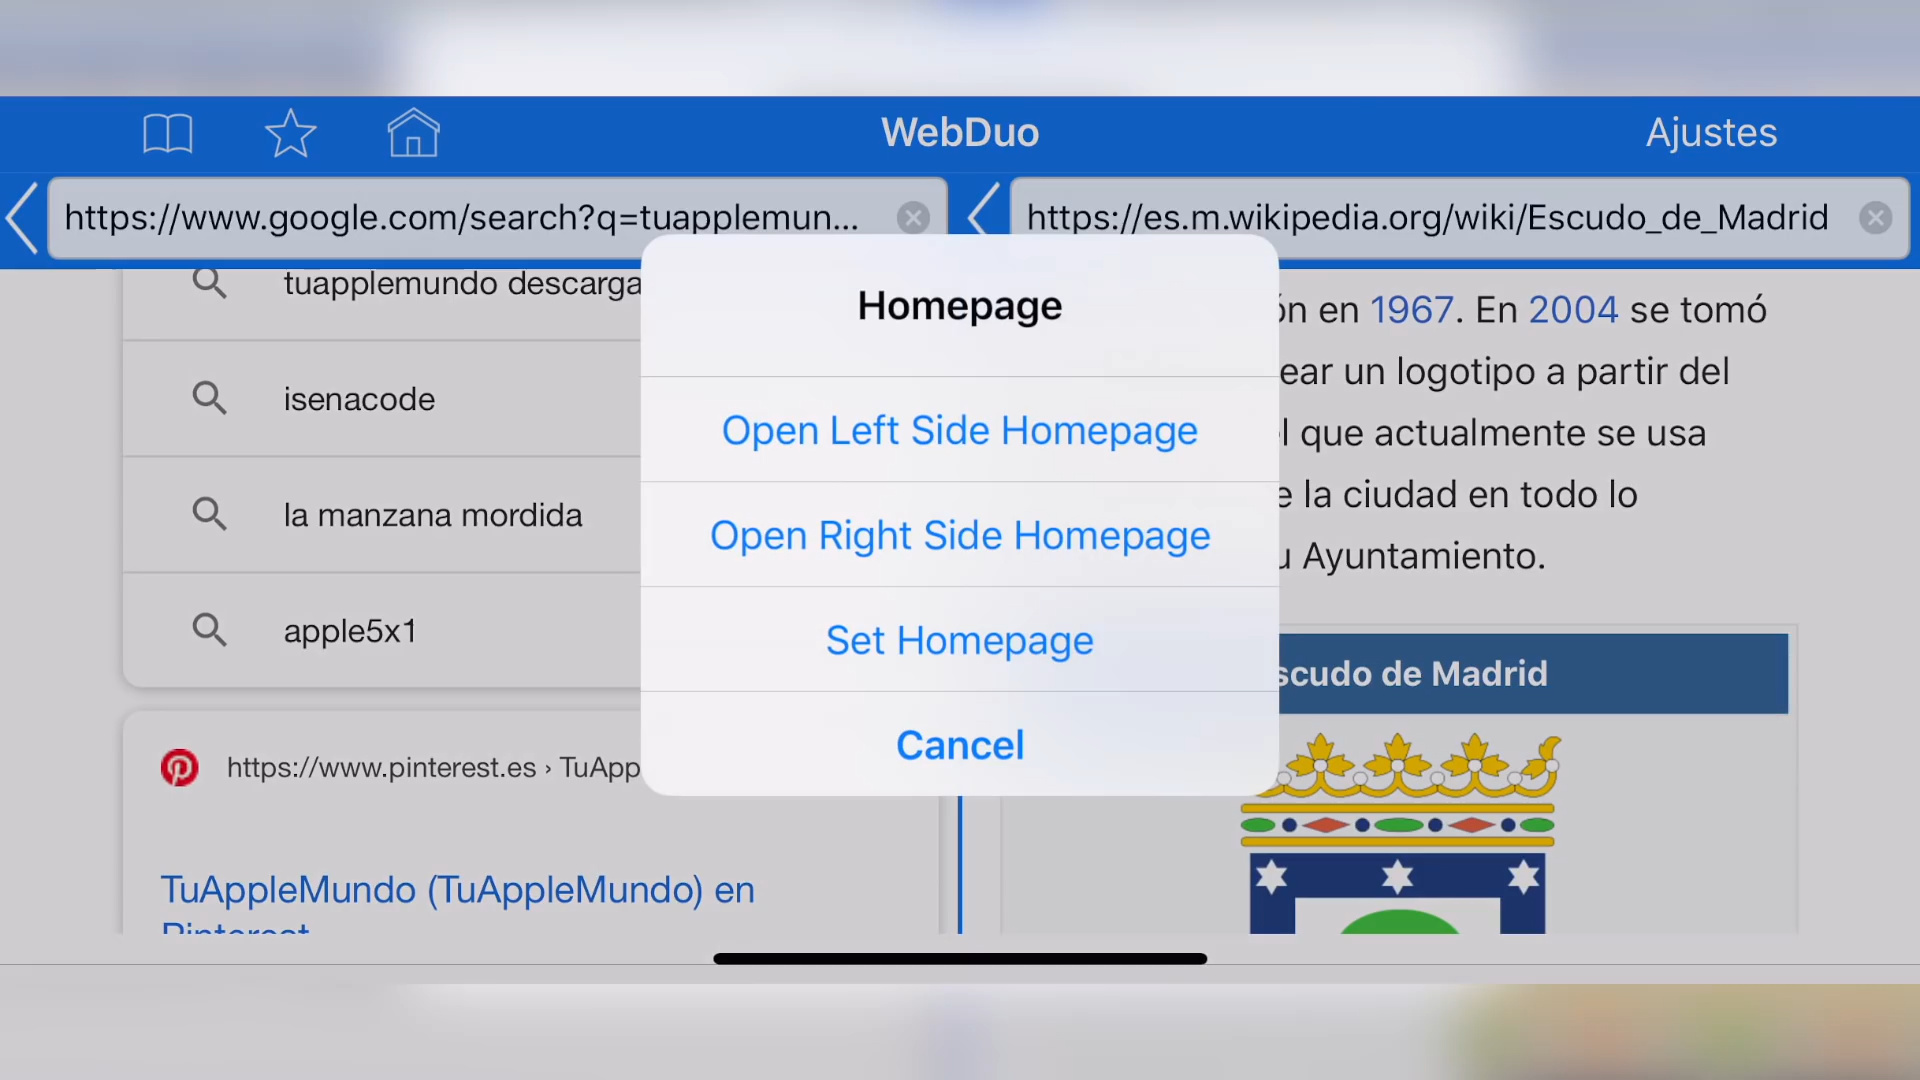 WebDuo
Ajustes
https://www.google.com/search?q=tuapplemun...
https://es.m.wikipedia.org/wiki/Escudo_de_Madrid
tuapplemundo descarga
isenacode
la manzana mordida
apple5x1
https://www.pinterest.es › TuApp
TuAppleMundo (TuAppleMundo) en
Pinterest
Homepage
Open Left Side Homepage
Open Right Side Homepage
Set Homepage
Cancel
ón en 1967. En 2004 se tomó
ear un logotipo a partir del
l que actualmente se usa
e la ciudad en todo lo
u Ayuntamiento.
scudo de Madrid